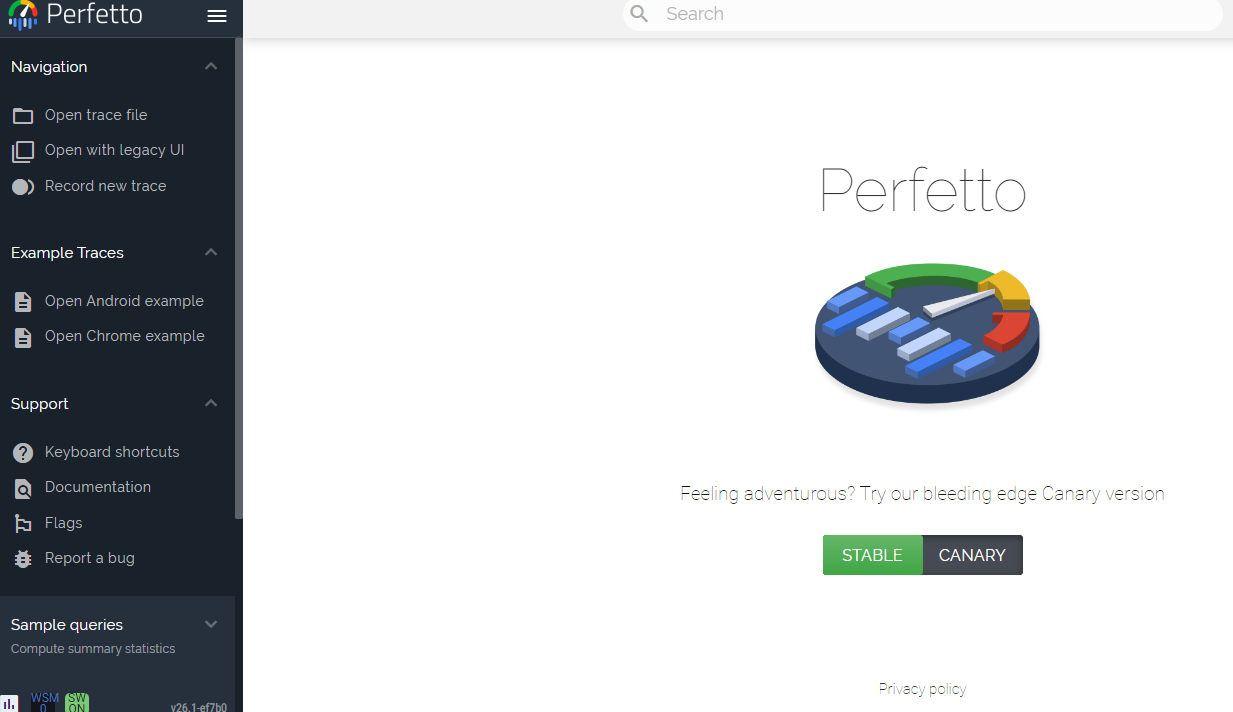 Perfetto
Search
Navigation
Open trace file
Open with legacy UI
Record new trace
Example Traces
Open Android example
Open Chrome example
Support
Keyboard shortcuts
Documentation
Flags
Report a bug
Sample queries
Compute summary statistics
WSM
0
SW
ON
v26.1-ef7b0
Perfetto
Feeling adventurous? Try our bleeding edge Canary version
STABLE CANARY
Privacy policy